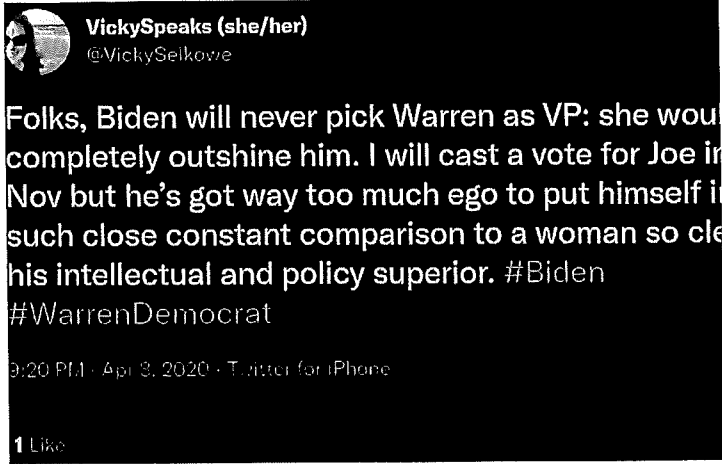 VickySpeaks (she/her)
@VickySelkowe
Folks, Biden will never pick Warren as VP: she woul
completely outshine him. I will cast a vote for Joe in
Nov but he's got way too much ego to put himself i
such close constant comparison to a woman so cle
his intellectual and policy superior. #Biden
#WarrenDemocrat
9:20 PM · Apr 8, 2020 · Twitter for iPhone
1 Like